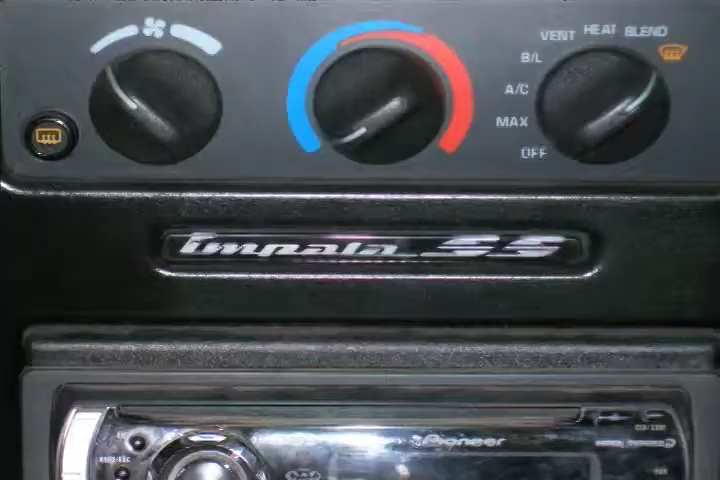 VENT HEAT BLEND
B/L
A/C
MAX
OFF
Impala SS
Pioneer